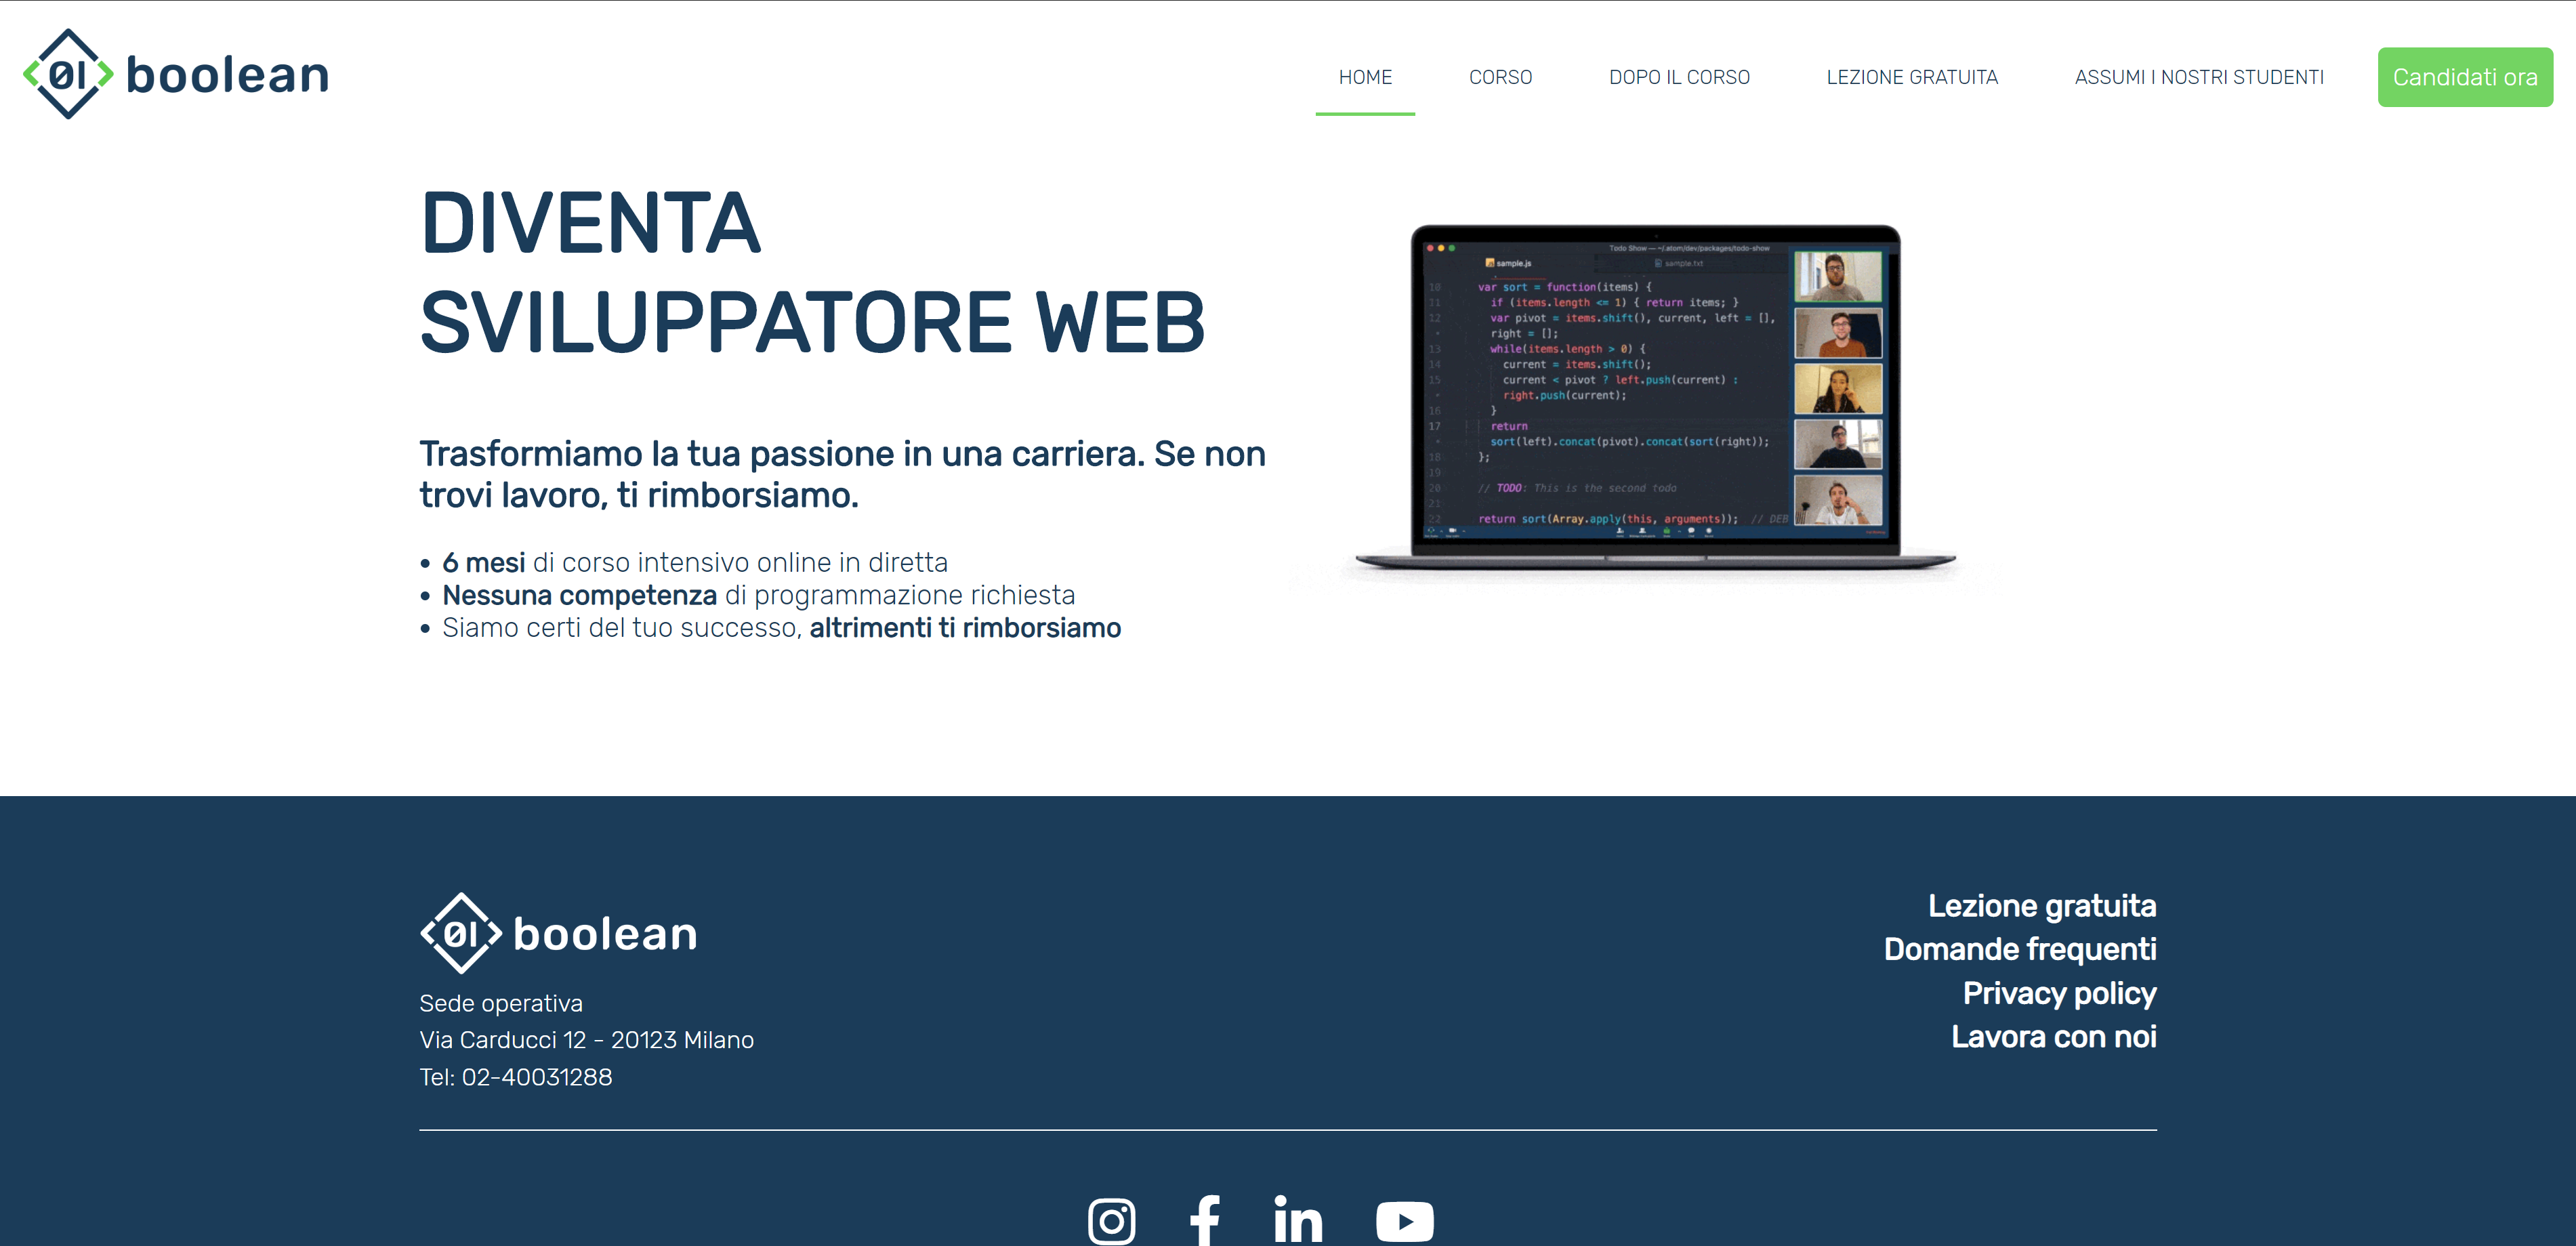 01 boolean
HOME CORSO DOPO IL CORSO LEZIONE GRATUITA ASSUMI I NOSTRI STUDENTI Candidati ora
DIVENTA
SVILUPPATORE WEB
Trasformiamo la tua passione in una carriera. Se non
trovi lavoro, ti rimborsiamo.
• 6 mesi di corso intensivo online in diretta
• Nessuna competenza di programmazione richiesta
• Siamo certi del tuo successo, altrimenti ti rimborsiamo
Todo Show — ~/.atom/dev/packages/todo-show
sample.js sample.txt
10 var sort = function(items) {
11 if (items.length <= 1) { return items; }
12 var pivot = items.shift(), current, left = [],
• right = [];
13 while(items.length > 0) {
14 current = items.shift();
15 current < pivot ? left.push(current) :
• right.push(current);
16 }
17 return
• sort(left).concat(pivot).concat(sort(right));
18 };
19
20 // TODO: This is the second todo
21
22 return sort(Array.apply(this, arguments)); // DEB
01 boolean
Sede operativa
Via Carducci 12 - 20123 Milano
Tel: 02-40031288
Lezione gratuita
Domande frequenti
Privacy policy
Lavora con noi